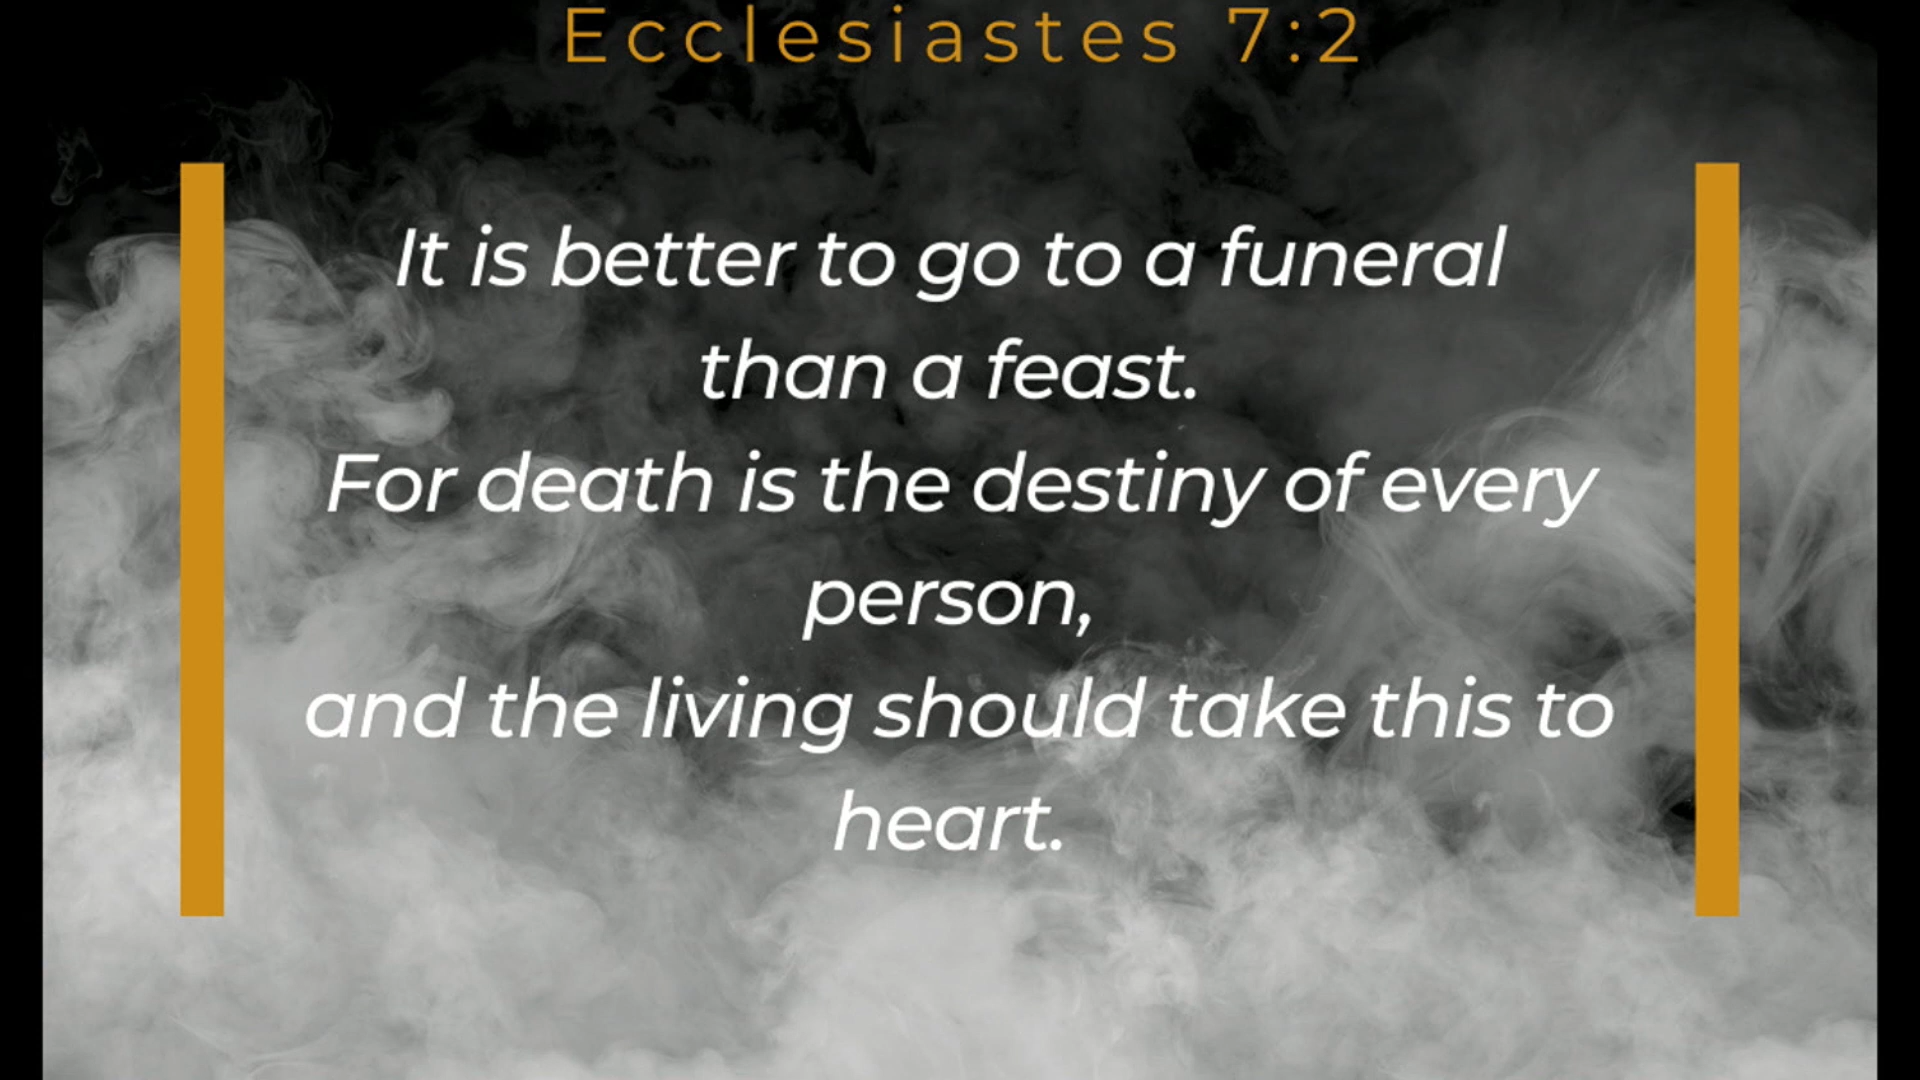 Ecclesiastes 7:2
It is better to go to a funeral
than a feast.
For death is the destiny of every
person,
and the living should take this to
heart.